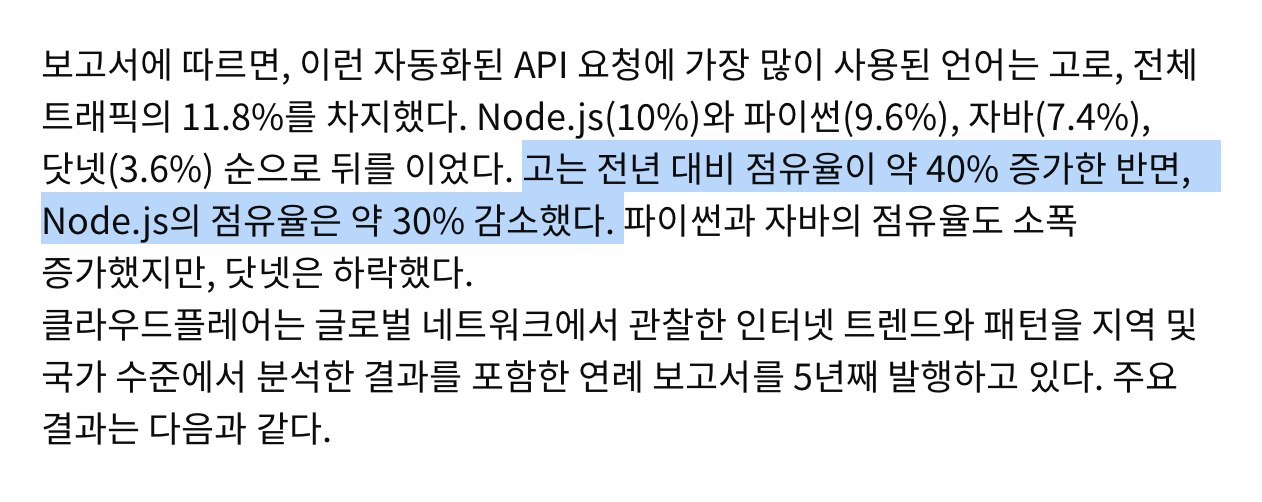 보고서에 따르면, 이런 자동화된 API 요청에 가장 많이 사용된 언어는 고로, 전체
트래픽의 11.8%를 차지했다. Node.js(10%)와 파이썬(9.6%), 자바(7.4%),
닷넷(3.6%) 순으로 뒤를 이었다. 고는 전년 대비 점유율이 약 40% 증가한 반면,
Node.js의 점유율은 약 30% 감소했다. 파이썬과 자바의 점유율도 소폭
증가했지만, 닷넷은 하락했다.
클라우드플레어는 글로벌 네트워크에서 관찰한 인터넷 트렌드와 패턴을 지역 및
국가 수준에서 분석한 결과를 포함한 연례 보고서를 5년째 발행하고 있다. 주요
결과는 다음과 같다.